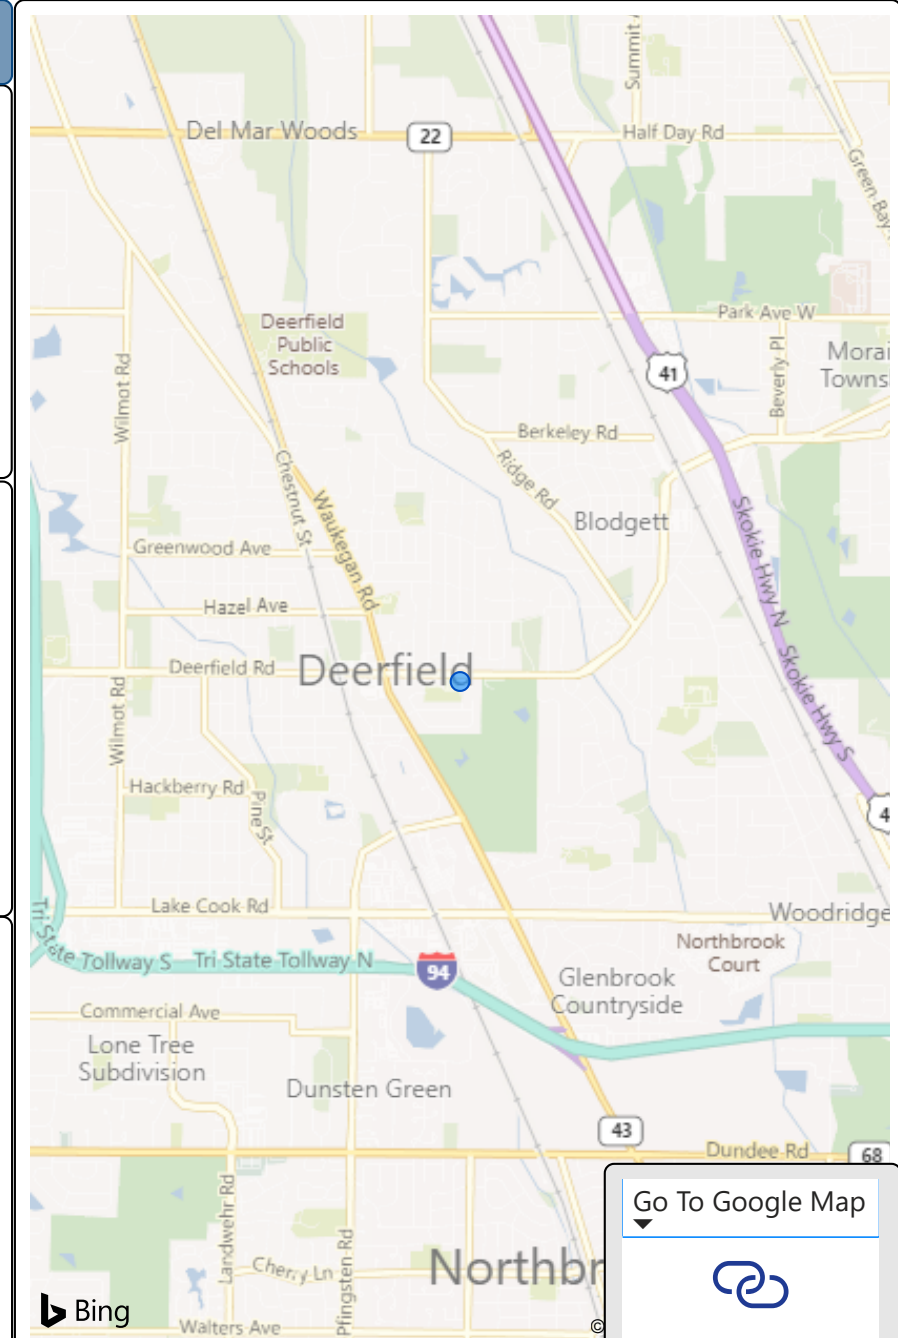 Summit
Del Mar Woods
22
Half Day Rd
Green Bay
Deerfield
Public
Schools
Park Ave W
Wilmot Rd
41
Beverly Pl
Morai
Towns
Berkeley Rd
Chestnut St
Ridge Rd
Waukegan Rd
Blodgett
Skokie Hwy N
Greenwood Ave
Hazel Ave
Deerfield Rd
Deerfield
Skokie Hwy S
Wilmot Rd
Hackberry Rd
Pine St
4
Lake Cook Rd
Woodridge
Tri State Tollway S
Tri State Tollway N
94
Northbrook
Court
Glenbrook
Countryside
Commercial Ave
Lone Tree
Subdivision
Dunsten Green
43
Dundee Rd
68
Landwehr Rd
Pfingsten Rd
Cherry Ln
Northbr
Walters Ave
Bing
©
Go To Google Map